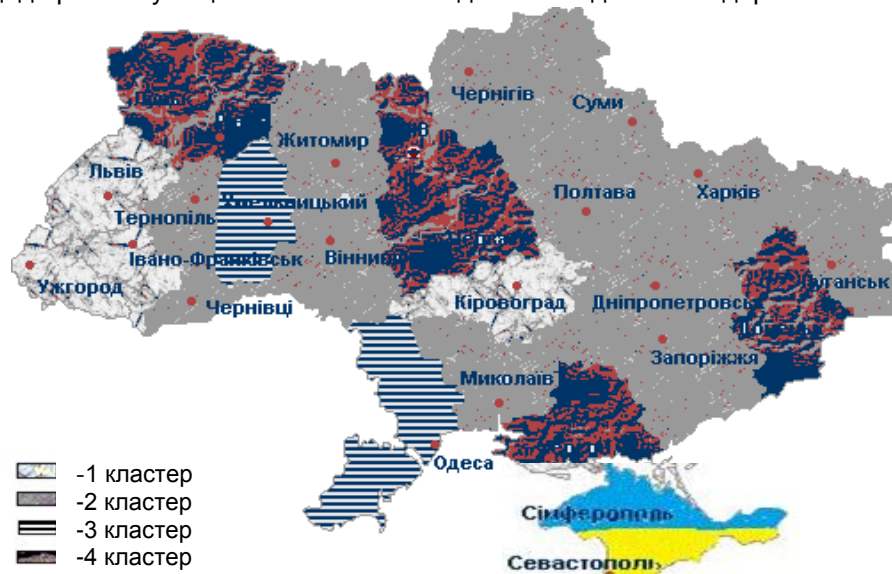 Чернігів
Суми
Житомир
Львів
Полтава
Харків
Тернопіль
Хмельницький
Івано-Франківськ
Ужгород
Чернівці
Кіровоград
Дніпропетровськ
Луганськ
Запоріжжя
Миколаїв
Одеса
-1 кластер
-2 кластер
-3 кластер
-4 кластер
Сімферополь
Севастополь